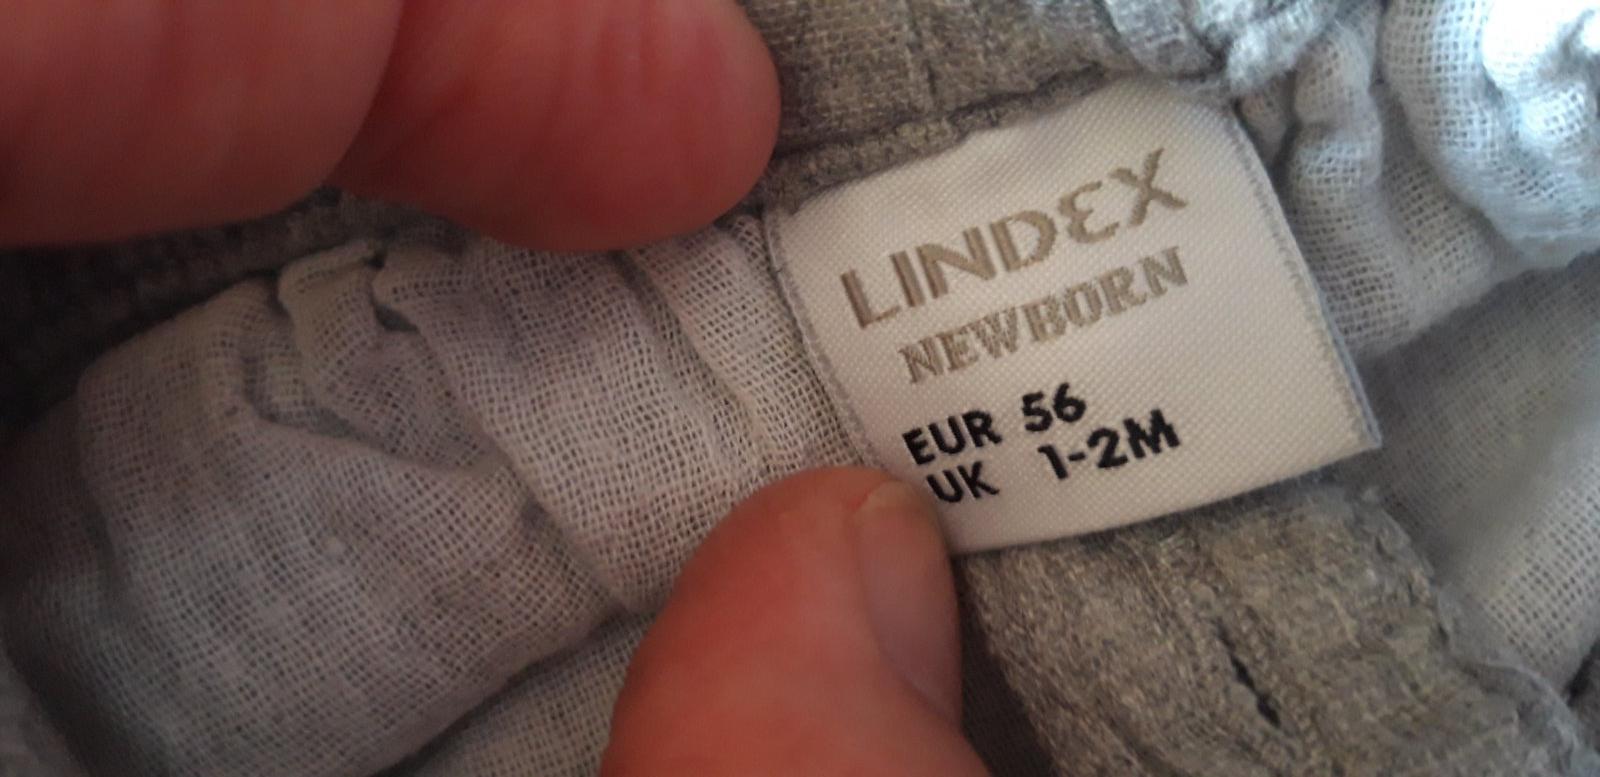 LINDEX
NEWBORN
EUR 56
UK 1-2M